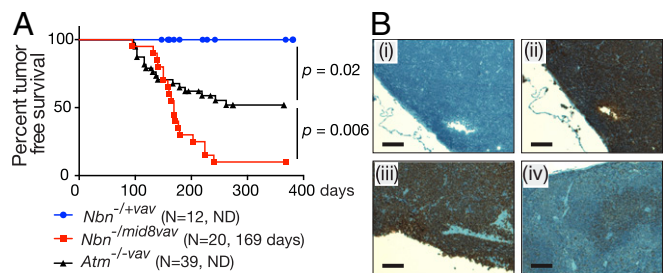 A
Percent tumor
free survival
100
50
0
0
100
200
300
400 days
p = 0.02
p = 0.006
Nbn-/+vav (N=12, ND)
Nbn-/mid8vav (N=20, 169 days)
Atm-/-vav (N=39, ND)
B
(i)
(ii)
(iii)
(iv)